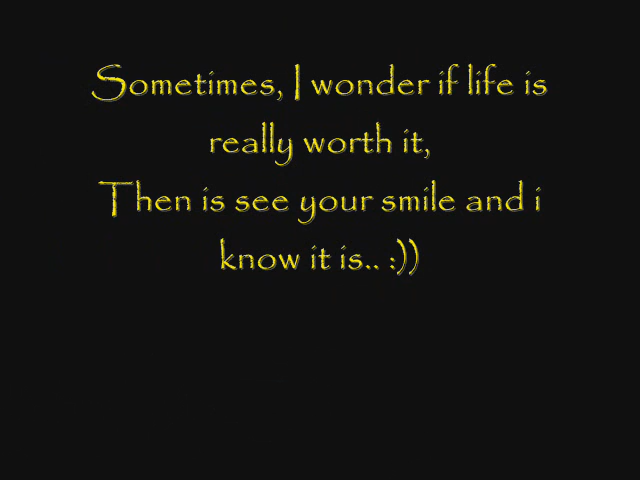 Sometimes, I wonder if life is
really worth it,
Then is see your smile and i
know it is.. :))